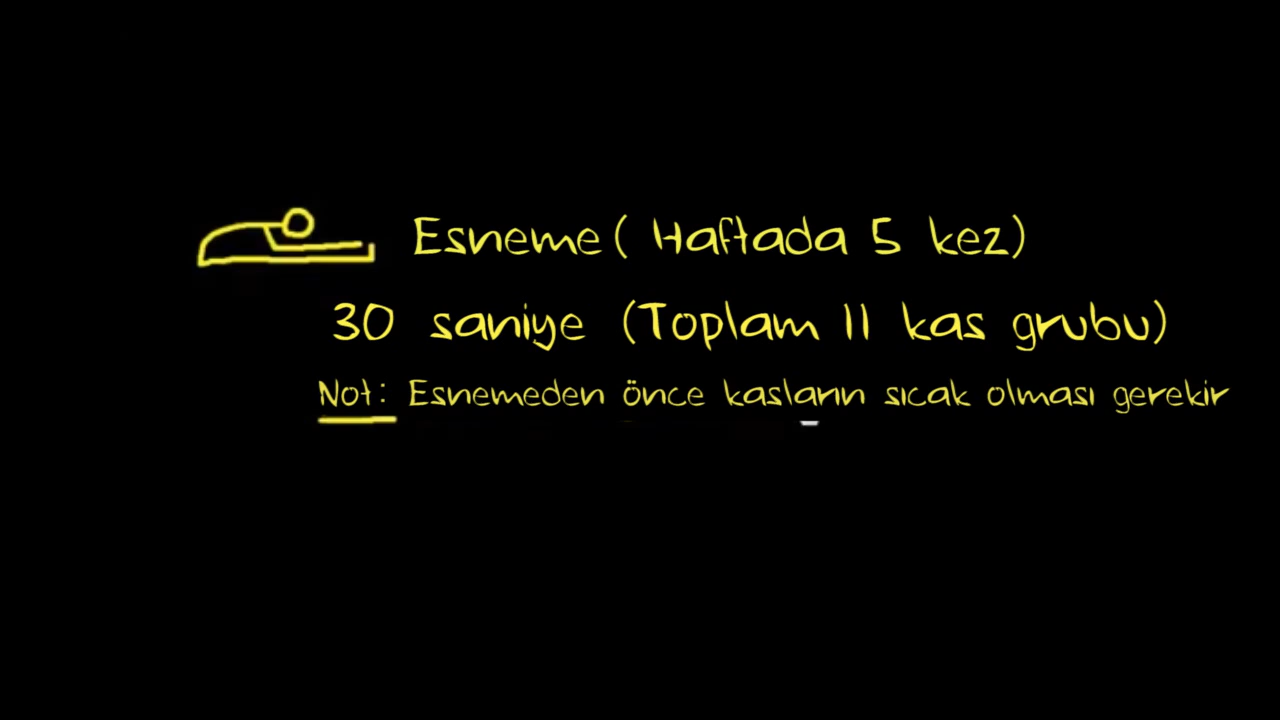 Esneme ( Haftada 5 kez)
30 saniye (Toplam 11 kas grubu)
Not: Esnemeden önce kasların sıcak olması gerekir